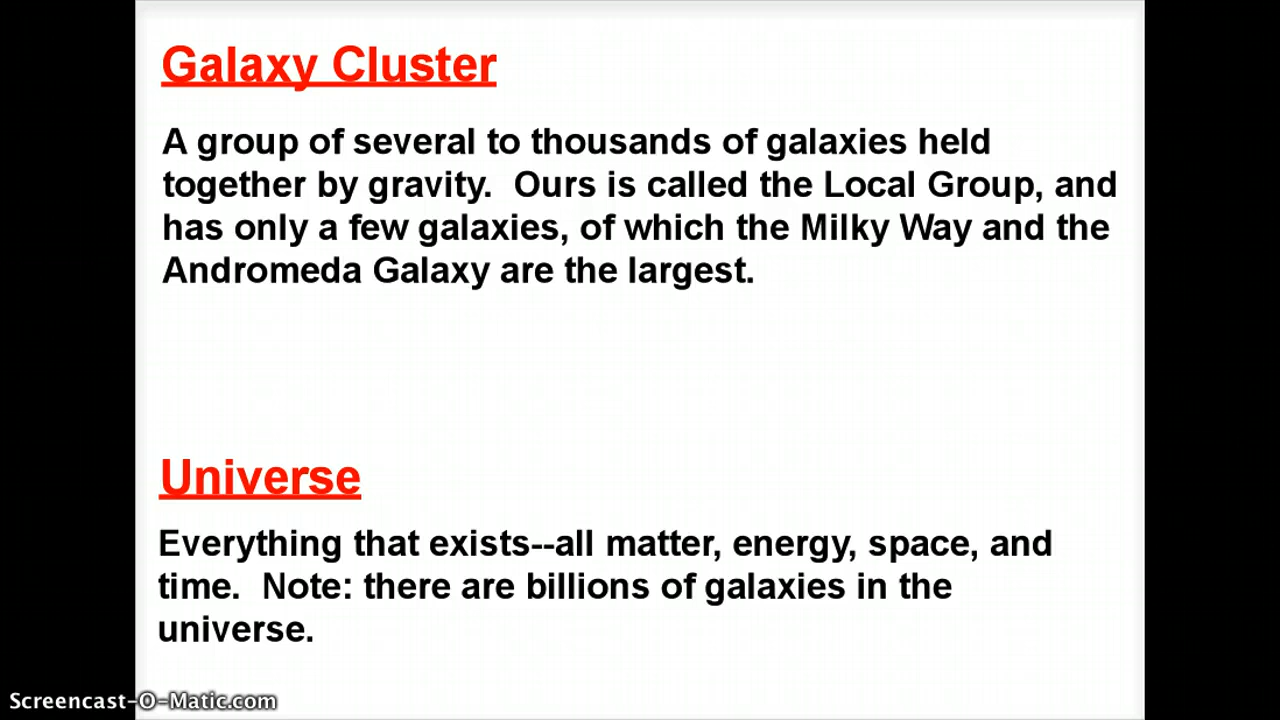 Galaxy Cluster
A group of several to thousands of galaxies held
together by gravity.  Ours is called the Local Group, and
has only a few galaxies, of which the Milky Way and the
Andromeda Galaxy are the largest.
Universe
Everything that exists--all matter, energy, space, and
time.  Note: there are billions of galaxies in the
universe.
Screencast-O-Matic.com